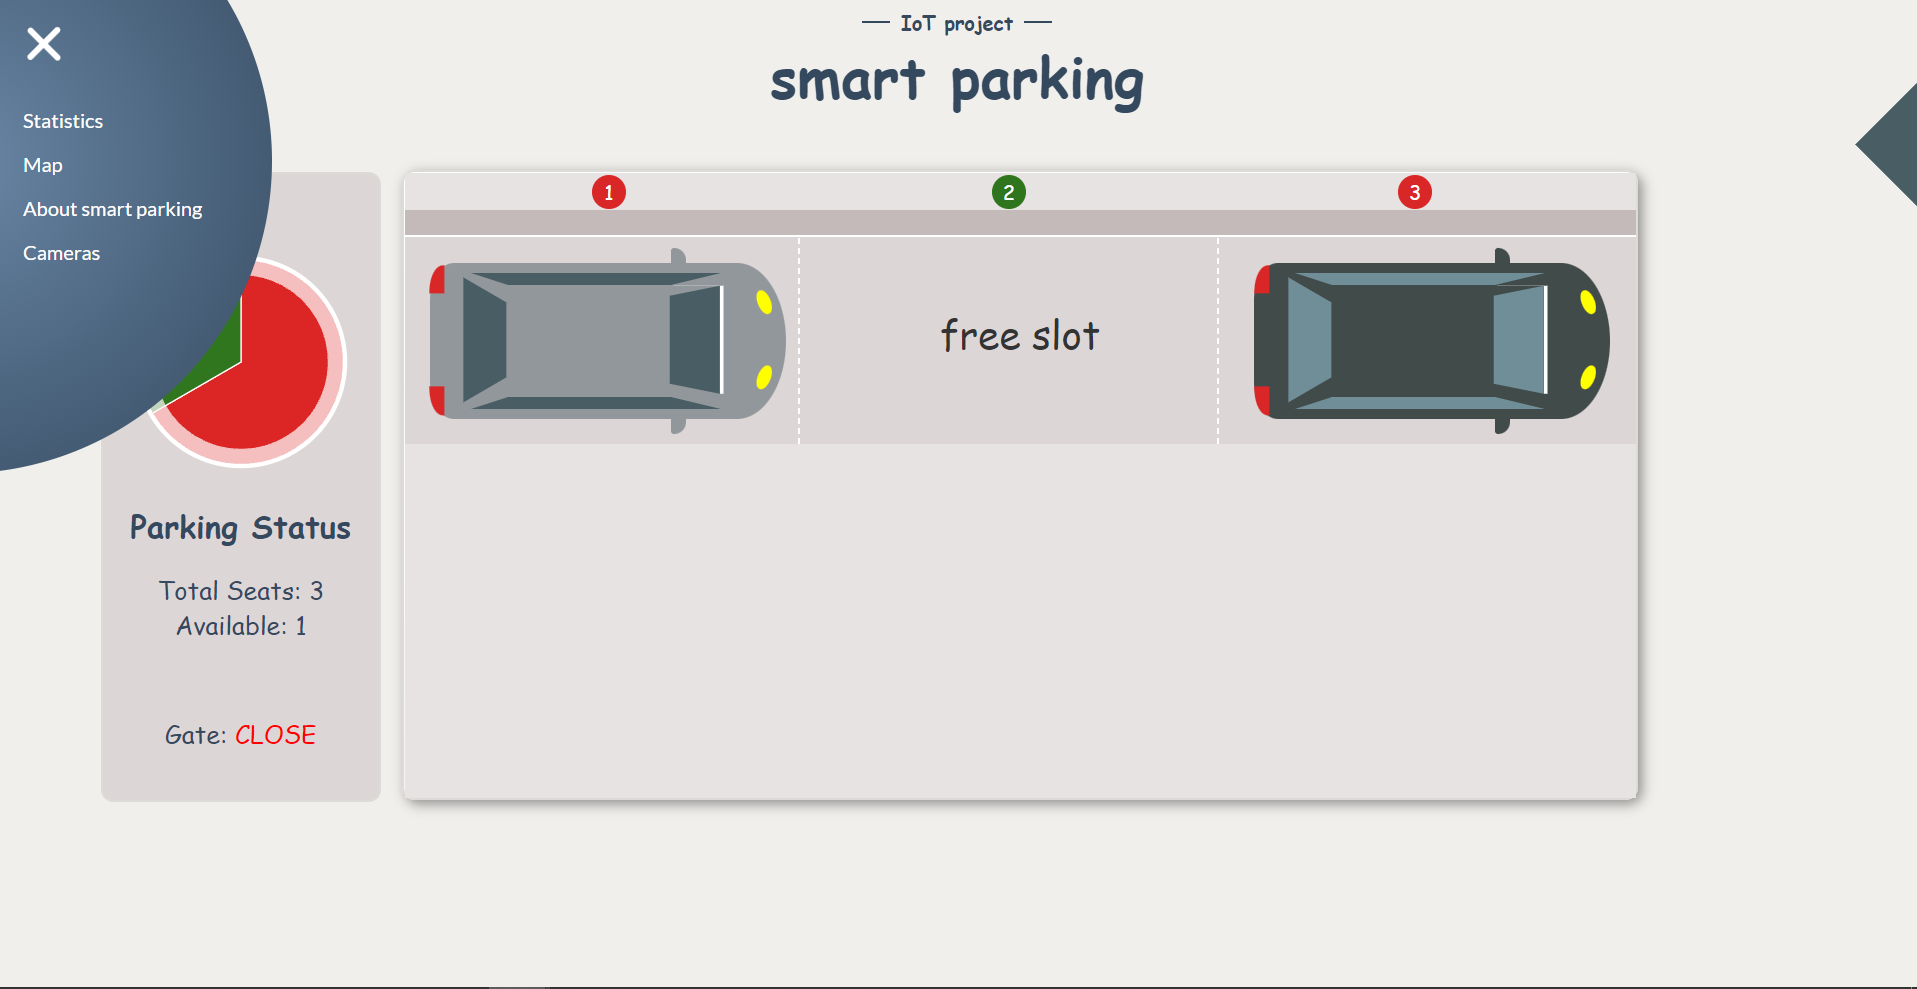 IoT project
smart parking
Statistics
Map
About smart parking
Cameras
1
2
3
free slot
Parking Status
Total Seats: 3
Available: 1
Gate: CLOSE